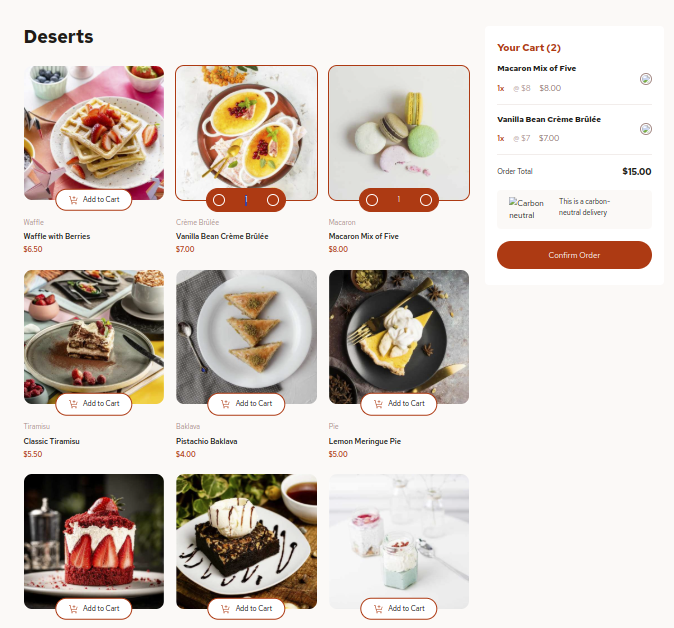 Deserts
Add to Cart
1
1
Waffle
Crème Brûlée
Macaron
Waffle with Berries
Vanilla Bean Crème Brûlée
Macaron Mix of Five
$6.50
$7.00
$8.00
Add to Cart
Add to Cart
Add to Cart
Tiramisu
Baklava
Pie
Classic Tiramisu
Pistachio Baklava
Lemon Meringue Pie
$5.50
$4.00
$5.00
Add to Cart
Add to Cart
Add to Cart
Your Cart (2)
Macaron Mix of Five
1x @ $8 $8.00
Vanilla Bean Crème Brûlée
1x @ $7 $7.00
Order Total $15.00
Carbon
neutral
This is a carbon-
neutral delivery
Confirm Order